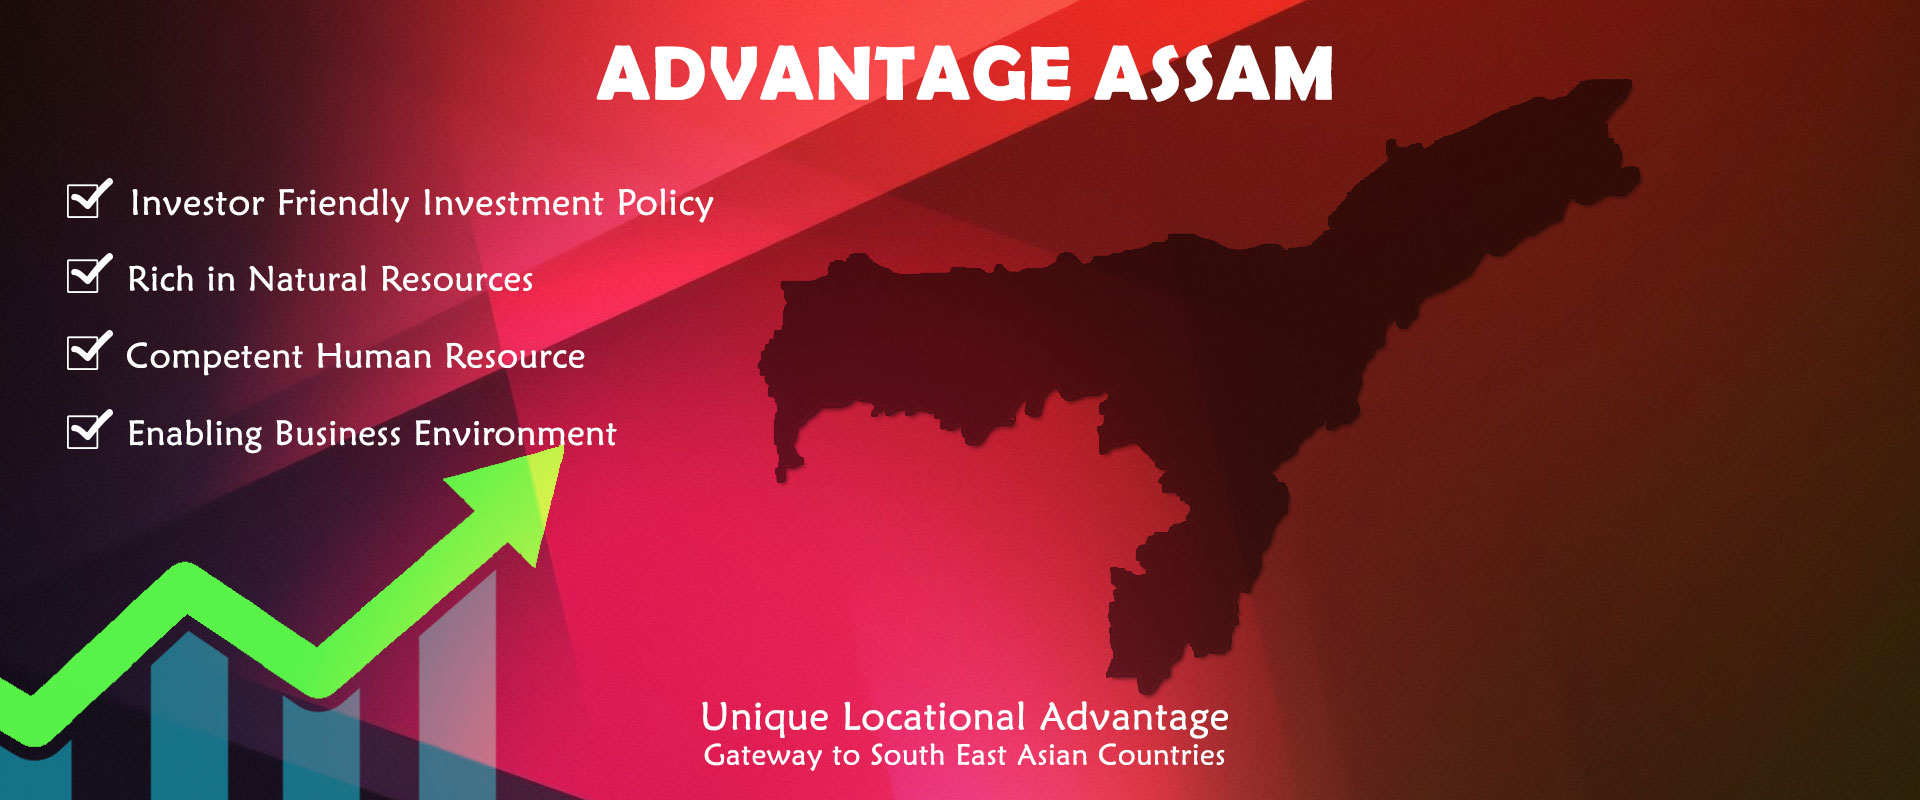 ADVANTAGE ASSAM
Investor Friendly Investment Policy
Rich in Natural Resources
Competent Human Resource
Enabling Business Environment
Unique Locational Advantage
Gateway to South East Asian Countries